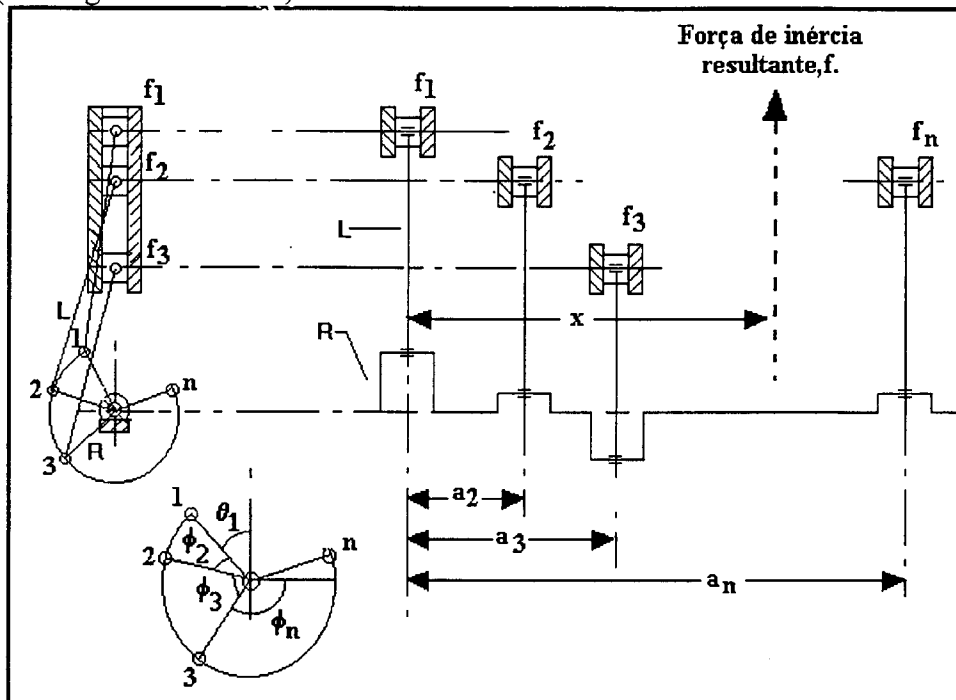 Força de inércia
resultante,f.
f1
f1
f2
fn
f2
f3
f3
L
L
x
1
R
2
n
R
3
a2
1
θ1
a3
n
2
ϕ2
an
ϕ3
ϕn
3